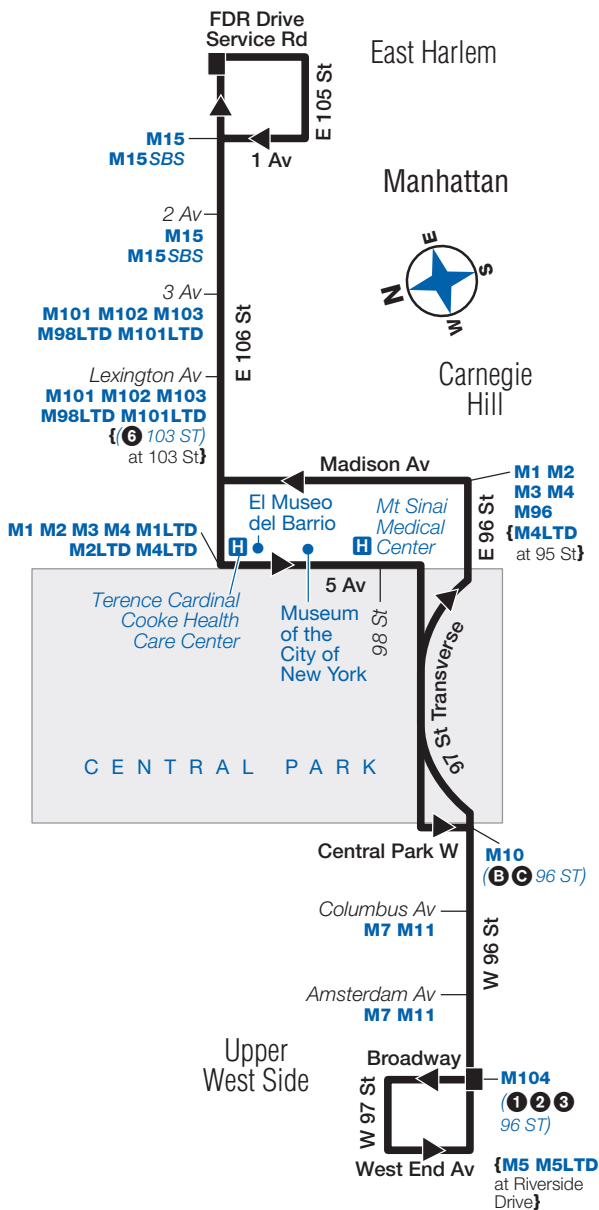 FDR Drive
Service Rd
East Harlem
E 105 St
M15
M15SBS
1 Av
Manhattan
2 Av
M15
M15SBS
E
S
N
W
3 Av
M101 M102 M103
M98LTD M101LTD
E 106 St
Lexington Av
M101 M102 M103
M98LTD M101LTD
{(6 103 ST)
at 103 St}
Carnegie
Hill
Madison Av
M1 M2
M3 M4
M96
{M4LTD
at 95 St}
E 96 St
El Museo
del Barrio
Mt Sinai
Medical
Center
H
H
M1 M2 M3 M4 M1LTD
M2LTD M4LTD
5 Av
98 St
Terence Cardinal
Cooke Health
Care Center
Museum
of the
City of
New York
97 St Transverse
CENTRAL PARK
Central Park W
M10
(B C 96 ST)
Columbus Av
M7 M11
W 96 St
Amsterdam Av
M7 M11
Upper
West Side
Broadway
M104
(1 2 3
96 ST)
W 97 St
West End Av
{M5 M5LTD
at Riverside
Drive}